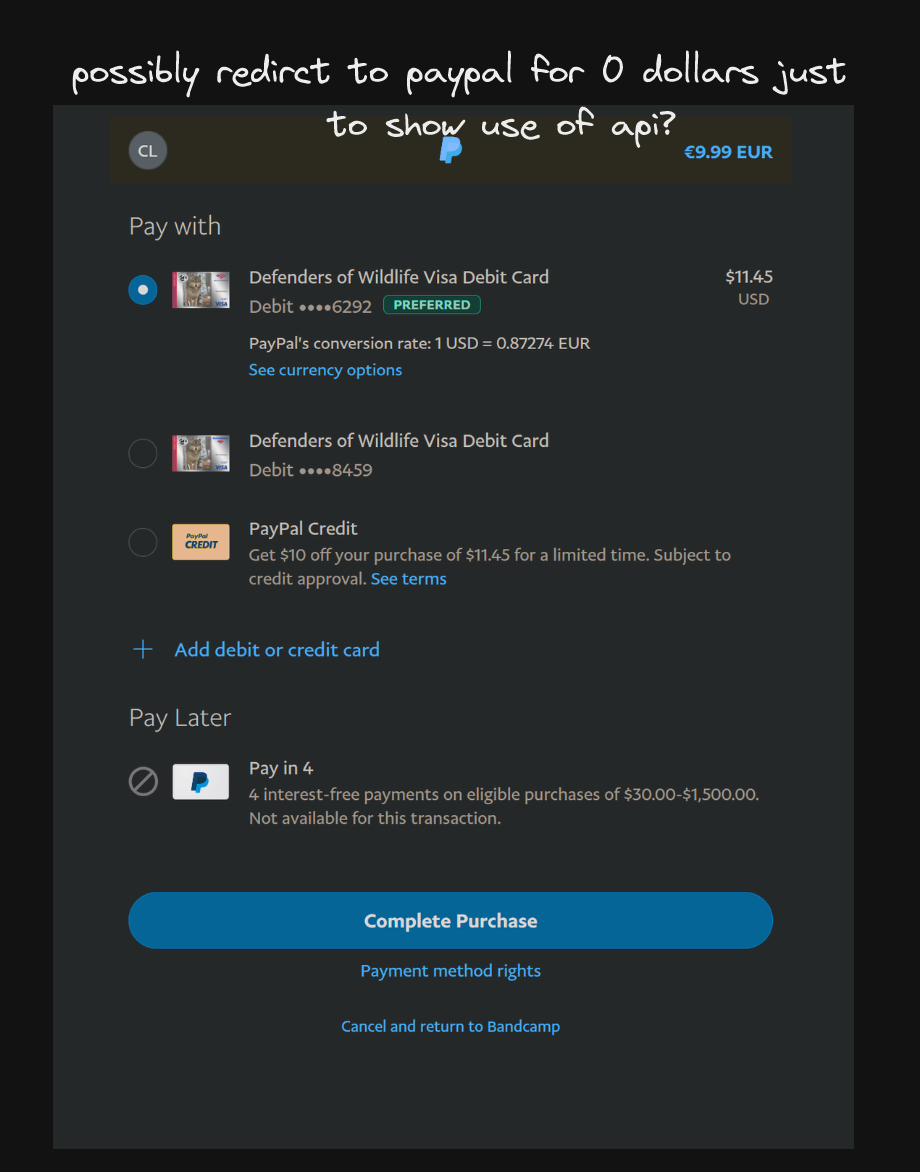 possibly redirct to paypal for 0 dollars just
to show use of api?
CL
€9.99 EUR
Pay with
Defenders of Wildlife Visa Debit Card
$11.45
Debit ••••6292 PREFERRED
USD
PayPal's conversion rate: 1 USD = 0.87274 EUR
See currency options
Defenders of Wildlife Visa Debit Card
Debit ••••8459
PayPal CREDIT
PayPal Credit
Get $10 off your purchase of $11.45 for a limited time. Subject to
credit approval. See terms
+ Add debit or credit card
Pay Later
Pay in 4
4 interest-free payments on eligible purchases of $30.00-$1,500.00.
Not available for this transaction.
Complete Purchase
Payment method rights
Cancel and return to Bandcamp